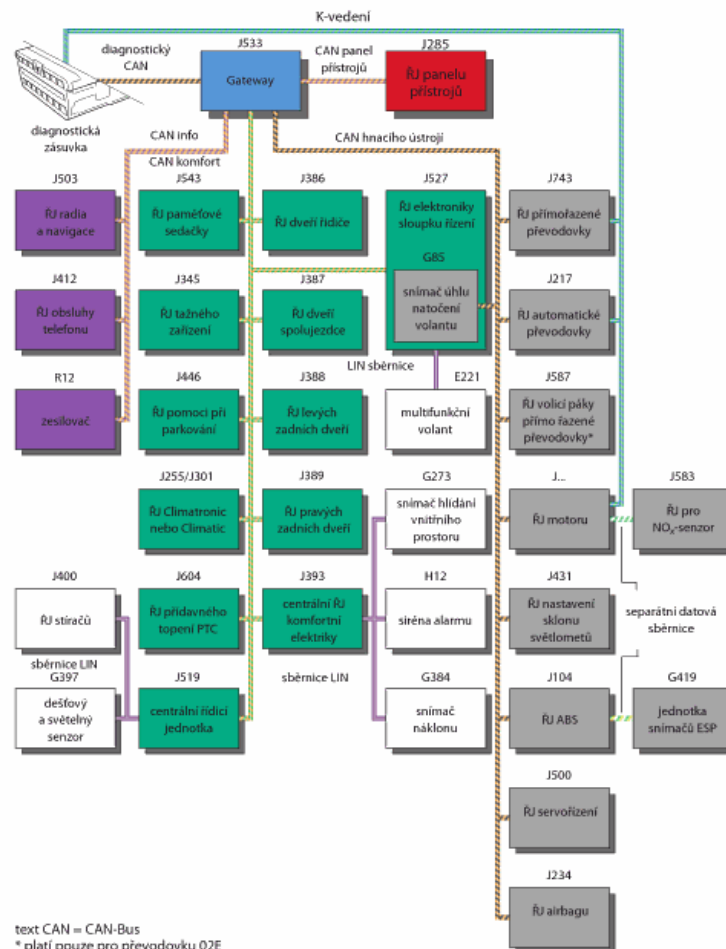 K-vedení
diagnostický
CAN
J533
Gateway
CAN panel
přístrojů
J285
ŘJ panelu
přístrojů
diagnostická
zásuvka
CAN info
CAN komfort
CAN hnacího ústrojí
J503
ŘJ radia
a navigace
J543
ŘJ paměťové
sedačky
J386
ŘJ dveří řidiče
J527
ŘJ elektroniky
sloupku řízení
G85
snímač úhlu
natočení
volantu
J743
ŘJ přímořazené
převodovky
J412
ŘJ obsluhy
telefonu
J345
ŘJ tažného
zařízení
J387
ŘJ dveří
spolujezdce
J217
ŘJ automatické
převodovky
LIN sběrnice
R12
zesilovač
J446
ŘJ pomoci při
parkování
J388
ŘJ levých
zadních dveří
E221
multifunkční
volant
J587
ŘJ volicí páky
přímo řazené
převodovky*
J255/J301
ŘJ Climatronic
nebo Climatic
J389
ŘJ pravých
zadních dveří
G273
snímač hlídání
vnitřního
prostoru
J...
ŘJ motoru
J583
ŘJ pro
NOx-senzor
J400
ŘJ stíračů
J604
ŘJ přídavného
topení PTC
J393
centrální ŘJ
komfortní
elektriky
H12
siréna alarmu
J431
ŘJ nastavení
sklonu
světlometů
separátní datová
sběrnice
sběrnice LIN
G397
dešťový
a světelný
senzor
J519
centrální řídicí
jednotka
sběrnice LIN
G384
snímač
náklonu
J104
ŘJ ABS
G419
jednotka
snímačů ESP
J500
ŘJ servořízení
J234
ŘJ airbagu
text CAN = CAN-Bus
* platí pouze pro převodovku 02E